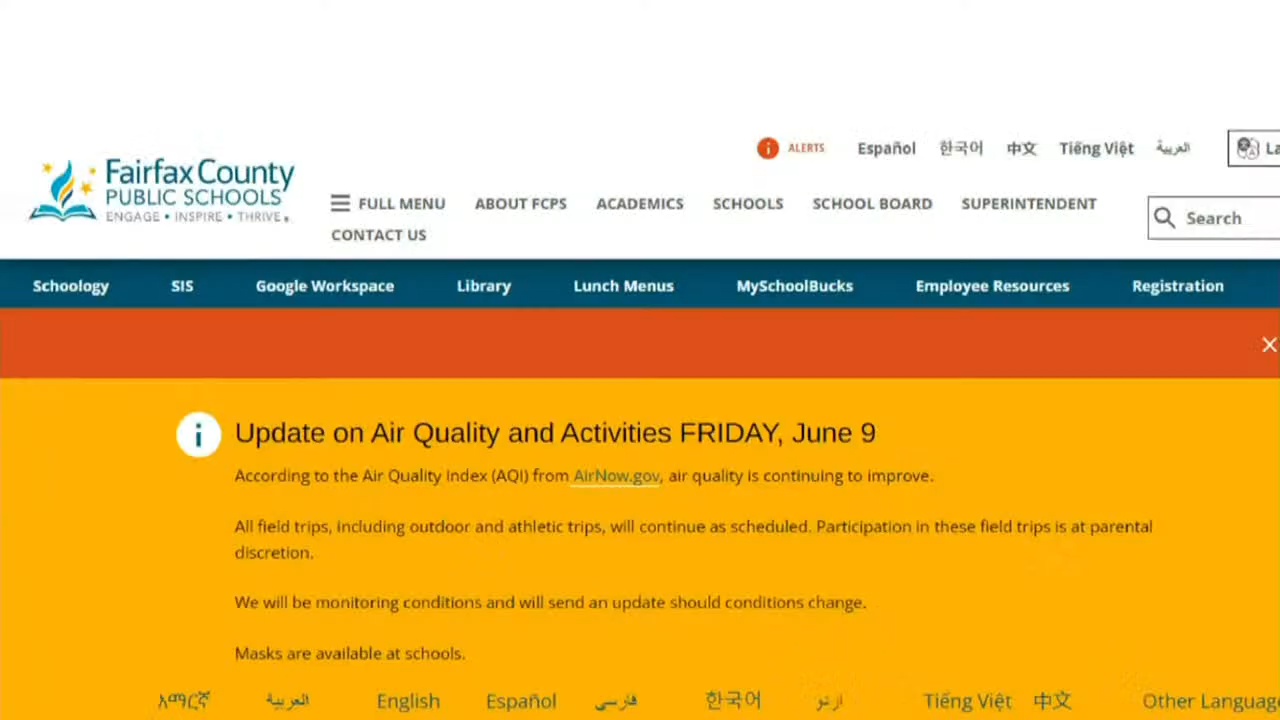 ALERTS Español 한국어 中文 Tiếng Việt العربية
Fairfax County
PUBLIC SCHOOLS
ENGAGE • INSPIRE • THRIVE
FULL MENU ABOUT FCPS ACADEMICS SCHOOLS SCHOOL BOARD SUPERINTENDENT
CONTACT US
Search
Schoology SIS Google Workspace Library Lunch Menus MySchoolBucks Employee Resources Registration
Update on Air Quality and Activities FRIDAY, June 9
According to the Air Quality Index (AQI) from AirNow.gov, air quality is continuing to improve.
All field trips, including outdoor and athletic trips, will continue as scheduled. Participation in these field trips is at parental
discretion.
We will be monitoring conditions and will send an update should conditions change.
Masks are available at schools.
አማርኛ العربية English Español فارسی 한국어 اردو Tiếng Việt 中文 Other Language